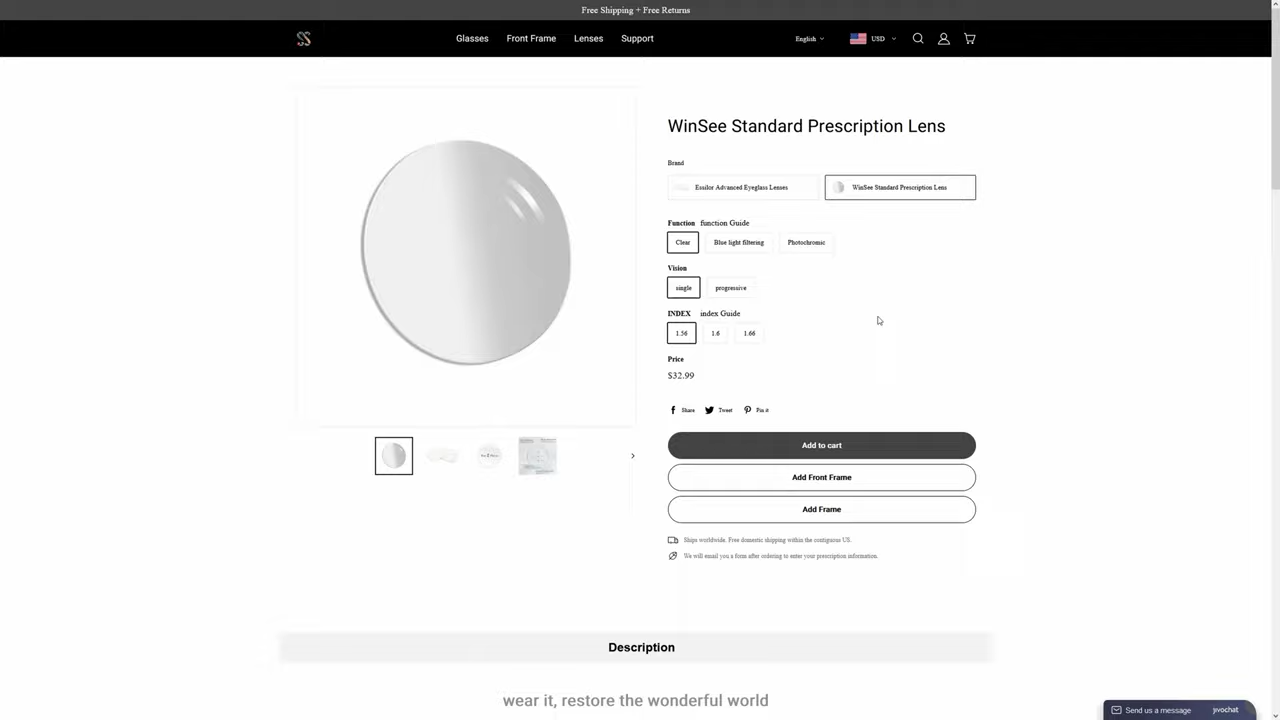 Free Shipping + Free Returns
SS
Glasses
Front Frame
Lenses
Support
English
USD
WinSee Standard Prescription Lens
Brand
Essilor Advanced Eyeglass Lenses
WinSee Standard Prescription Lens
Function function Guide
Clear
Blue light filtering
Photochromic
Vision
single
progressive
INDEX index Guide
1.56
1.6
1.66
Price
$32.99
Share
Tweet
Pin it
Add to cart
Add Front Frame
Add Frame
Ships worldwide. Free domestic shipping within the contiguous US.
We will email you a form after ordering to enter your prescription information.
Description
wear it, restore the wonderful world
Send us a message
jivochat